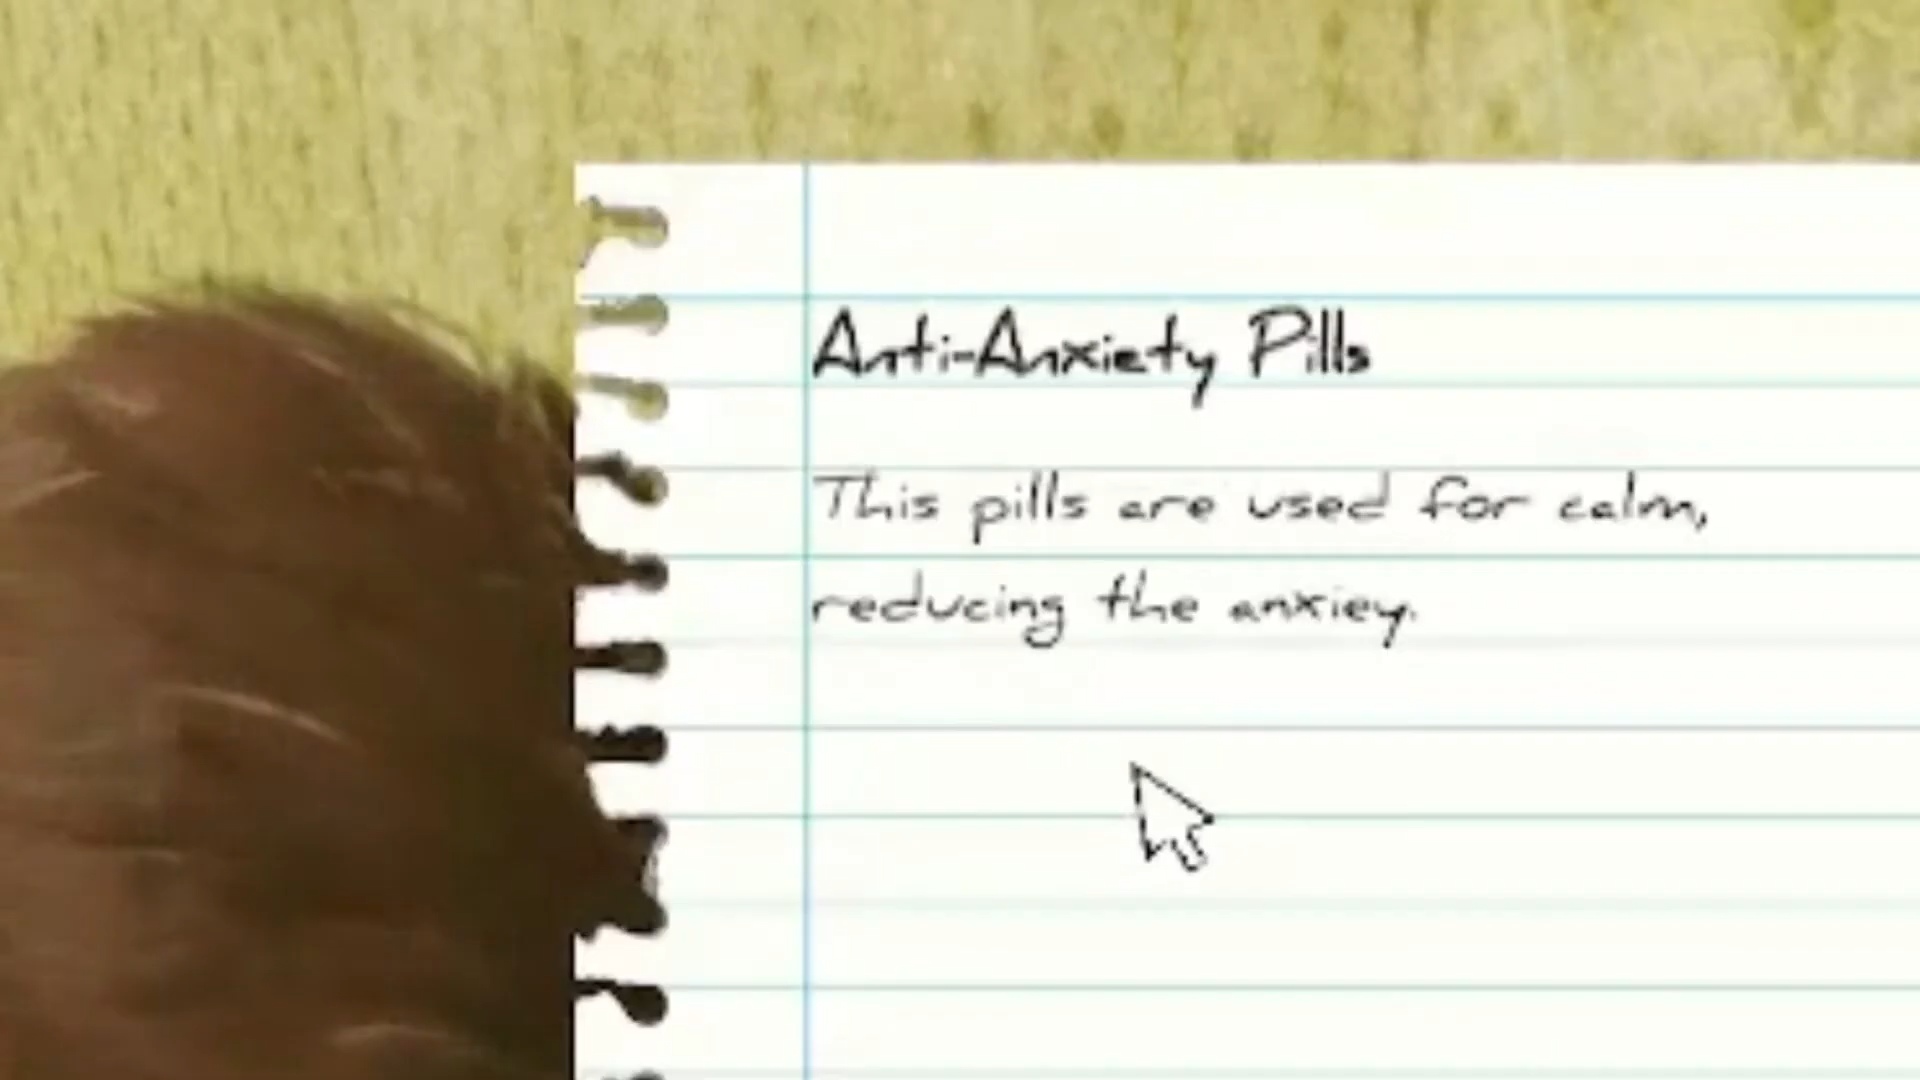 Anti-Anxiety Pills
This pills are used for calm,
reducing the anxiey.